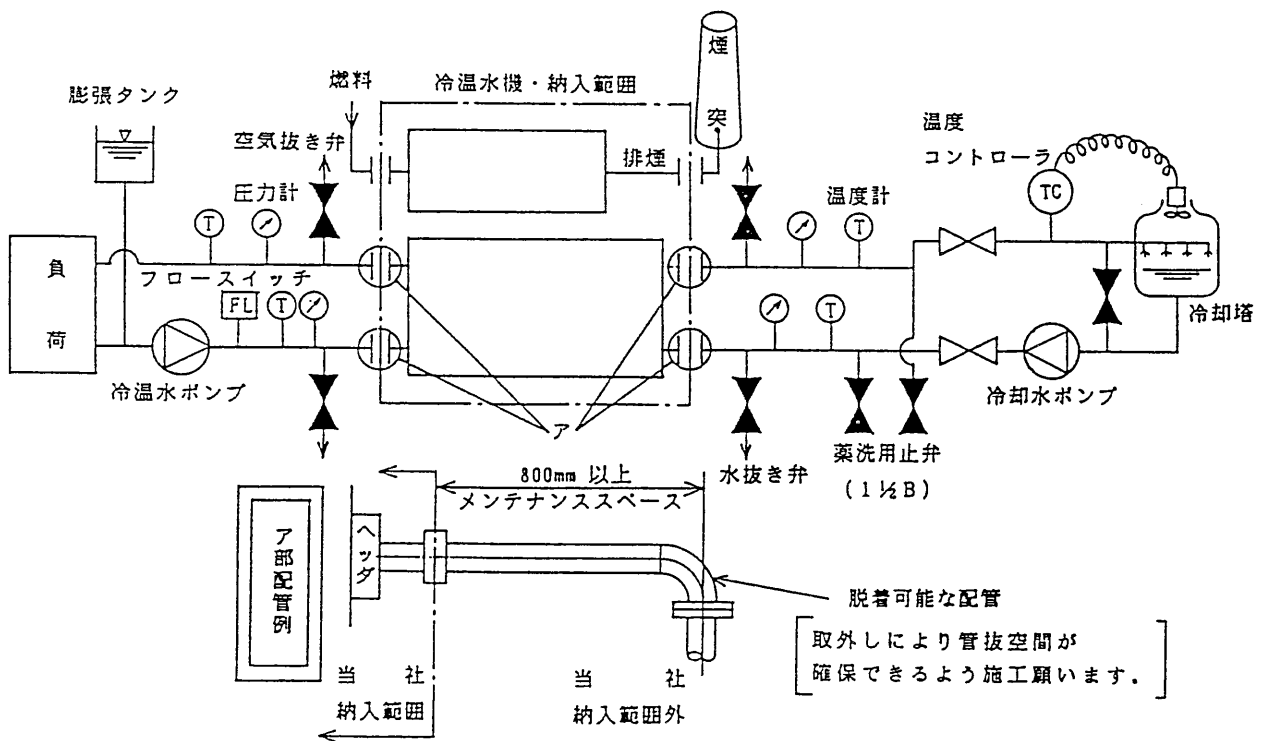 煙
突
燃料
冷温水機・納入範囲
膨張タンク
空気抜き弁
排煙
温度
コントローラ
圧力計
温度計
TC
T
T
負
荷
フロースイッチ
FL
T
T
冷却塔
冷温水ポンプ
冷却水ポンプ
ア
薬洗用止弁
(1½B)
水抜き弁
800mm 以上
メンテナンススペース
ア部配管例
ヘッダ
脱着可能な配管
取外しにより管抜空間が
確保できるよう施工願います.
当 社
納入範囲
当 社
納入範囲外